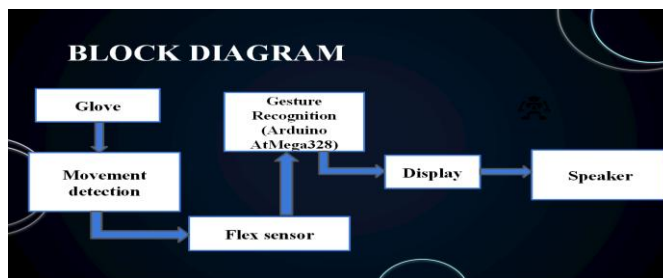 BLOCK DIAGRAM
Glove
Movement
detection
Flex sensor
Gesture
Recognition
(Arduino
AtMega328)
Display
Speaker